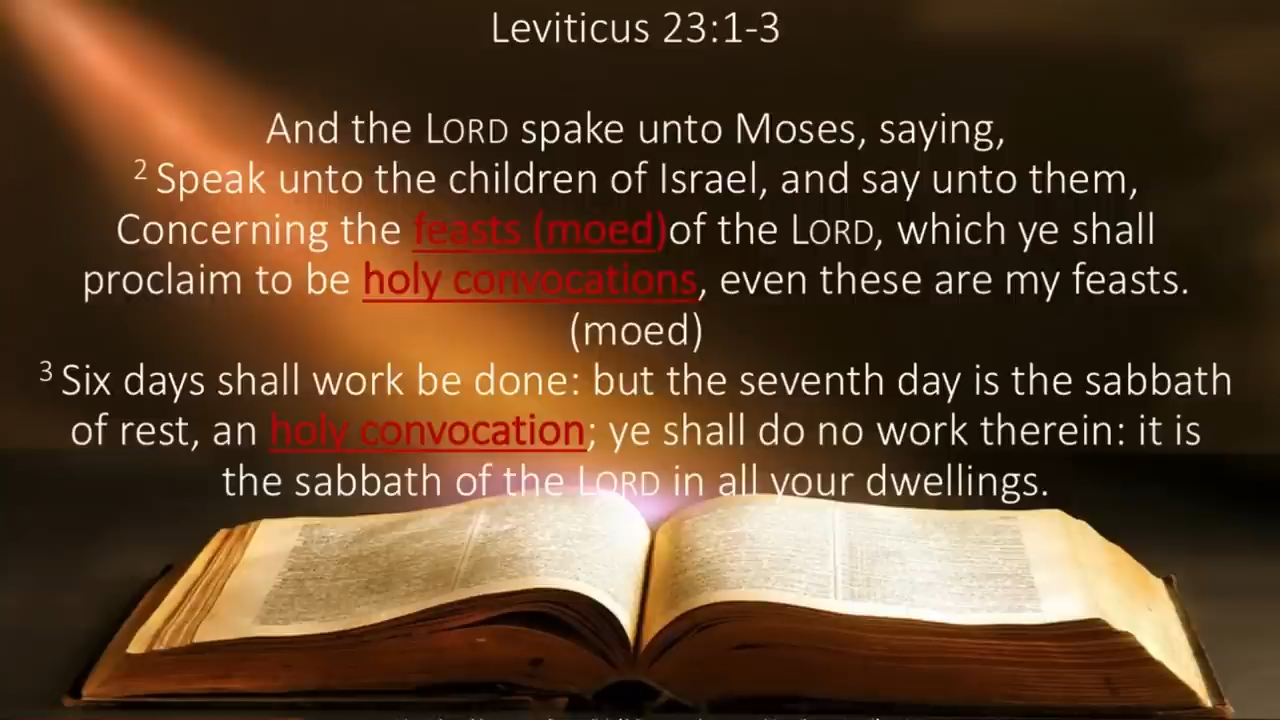 Leviticus 23:1-3
And the LORD spake unto Moses, saying,
2 Speak unto the children of Israel, and say unto them,
Concerning the feasts (moed)of the LORD, which ye shall
proclaim to be holy convocations, even these are my feasts.
(moed)
3 Six days shall work be done: but the seventh day is the sabbath
of rest, an holy convocation; ye shall do no work therein: it is
the sabbath of the LORD in all your dwellings.